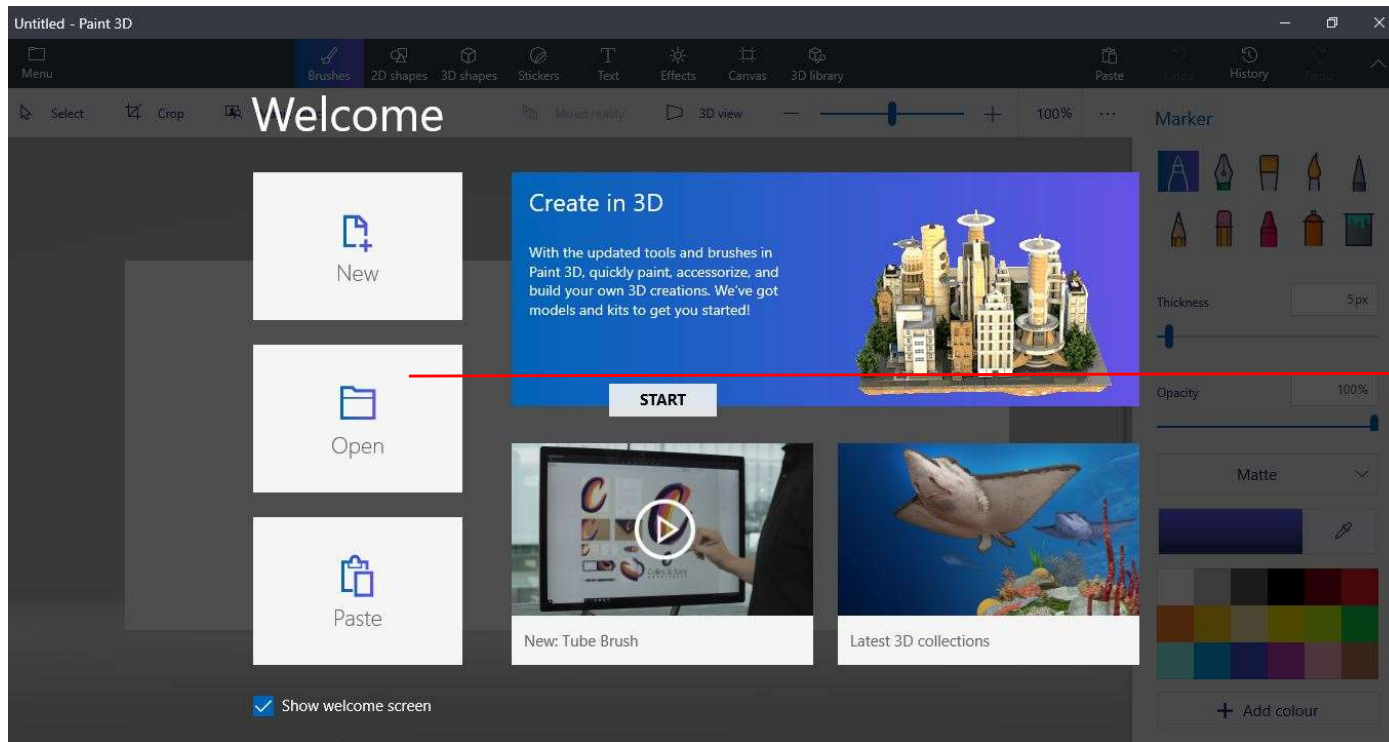 Untitled - Paint 3D
Menu
Brushes
2D shapes
3D shapes
Stickers
Text
Effects
Canvas
3D library
Paste
Undo
History
Redo
Select
Crop
Welcome
Mixed reality
3D view
100%
Marker
New
Open
Paste
Create in 3D
With the updated tools and brushes in
Paint 3D, quickly paint, accessorize, and
build your own 3D creations. We've got
models and kits to get you started!
START
New: Tube Brush
Latest 3D collections
Show welcome screen
Thickness
5px
Opacity
100%
Matte
Add colour